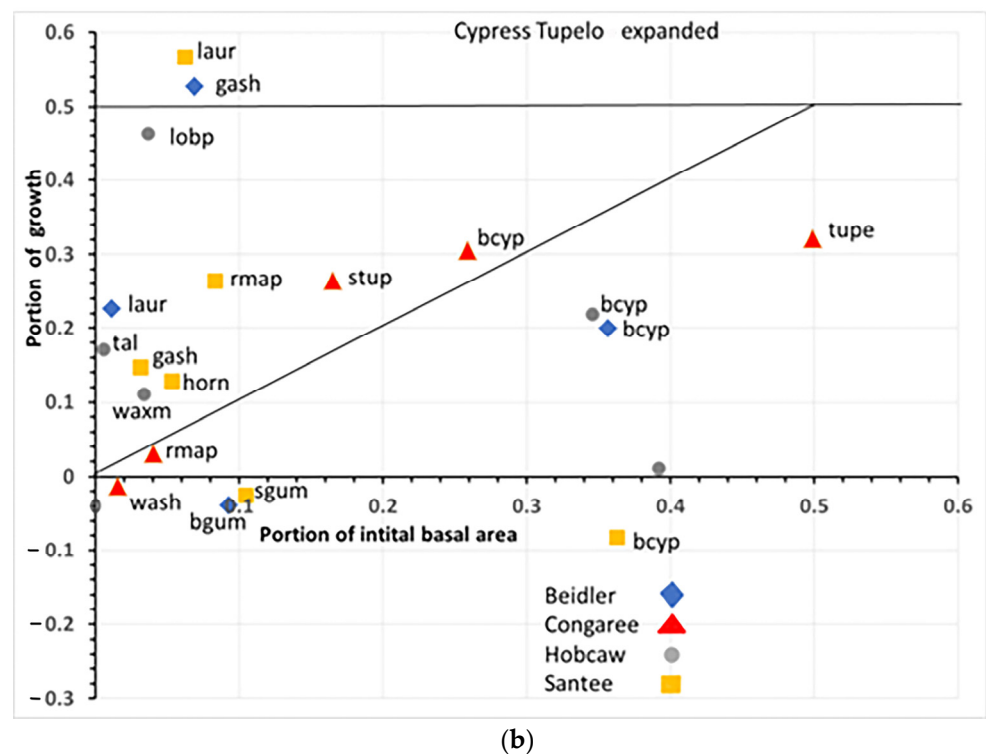 Cypress Tupelo expanded
0.6
laur
gash
0.5
lobp
0.4
bcyp
tupe
0.3
rmap
stup
laur
bcyp
0.2
bcyp
tal
gash
horn
0.1
waxm
rmap
0
wash
sgum
bgum
0
0.1
0.2
0.3
0.4
0.5
0.6
Portion of intital basal area
Portion of growth
bcyp
−0.1
−0.2
−0.3
Beidler
Congaree
Hobcaw
Santee
(b)